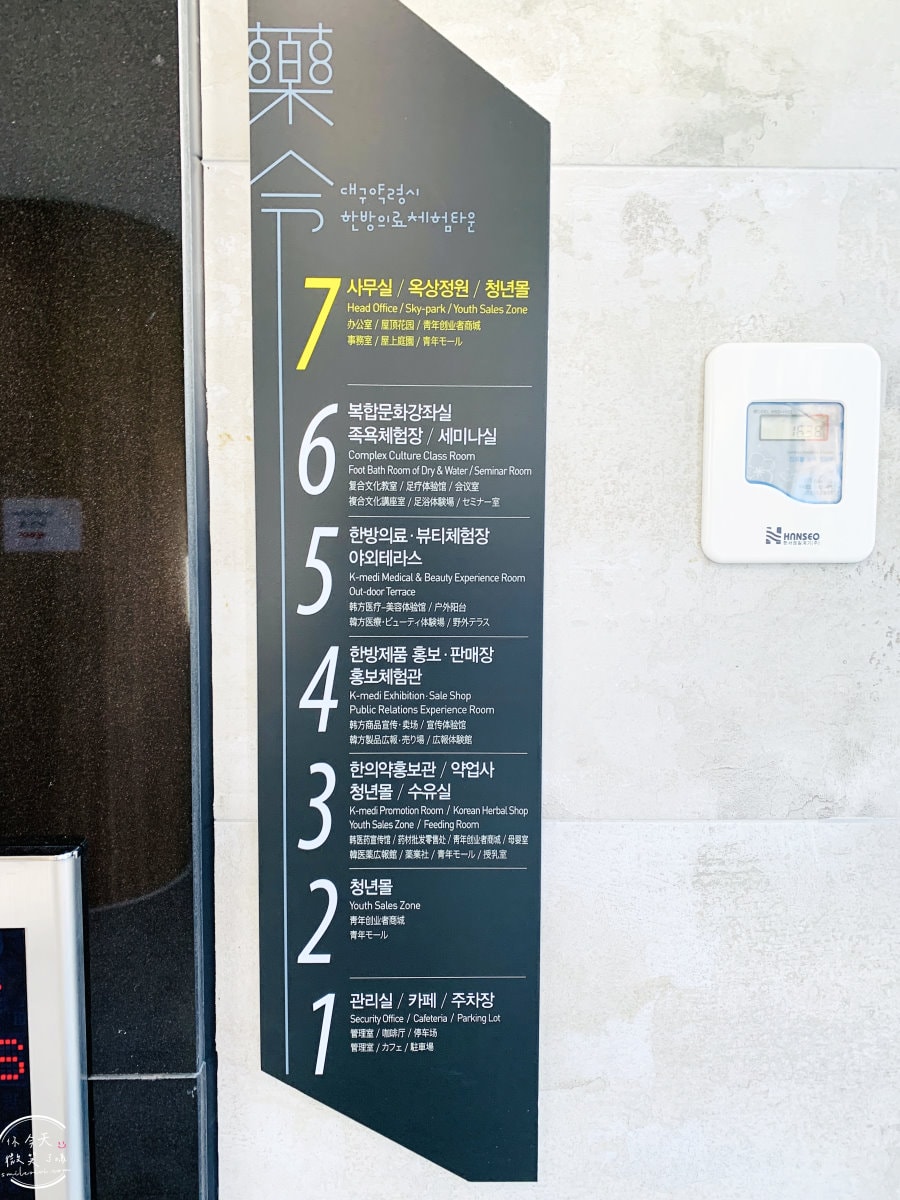 藥
令
대구약령시
한방의료체험타운
7
사무실 / 옥상정원 / 청년몰
Head Office / Sky-park / Youth Sales Zone
办公室 / 屋頂花园 / 靑年创业者商城
事務室 / 屋上庭園 / 青年モール
6
복합문화강좌실
족욕체험장 / 세미나실
Complex Culture Class Room
Foot Bath Room of Dry & Water / Seminar Room
复合文化教室 / 足疗体验馆 / 会议室
複合文化講座室 / 足浴体験場 / セミナー室
5
한방의료·뷰티체험장
야외테라스
K-medi Medical & Beauty Experience Room
Out-door Terrace
韩方医疗-美容体验馆 / 户外阳台
韓方医療·ビューティ体験場 / 野外テラス
4
한방제품 홍보·판매장
홍보체험관
K-medi Exhibition·Sale Shop
Public Relations Experience Room
韩方商品宣传·卖场 / 宣传体验馆
韓方製品広報·売り場 / 広報体験館
3
한의약홍보관 / 약업사
청년몰 / 수유실
K-medi Promotion Room / Korean Herbal Shop
Youth Sales Zone / Feeding Room
韩医药宣传馆 / 药材批发零售处 / 靑年创业者商城 / 母婴室
韓医薬広報館 / 薬業社 / 青年モール / 授乳室
2
청년몰
Youth Sales Zone
靑年创业者商城
青年モール
1
관리실 / 카페 / 주차장
Security Office / Cafeteria / Parking Lot
管理室 / 咖啡厅 / 停车场
管理室 / カフェ / 駐車場
HANSEO
你今天
微笑了嗎